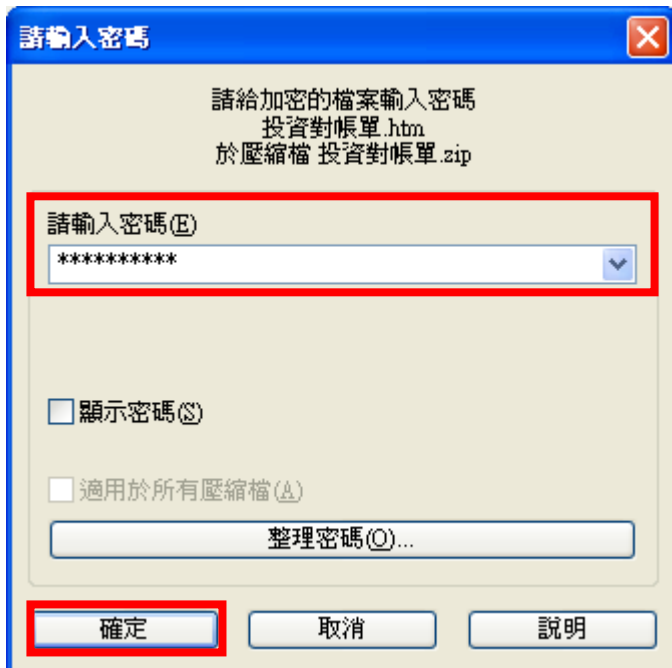 請輸入密碼
請給加密的檔案輸入密碼
投資對帳單.htm
於壓縮檔 投資對帳單.zip
請輸入密碼(E)
**********
顯示密碼(S)
適用於所有壓縮檔(A)
整理密碼(O)...
確定
取消
說明